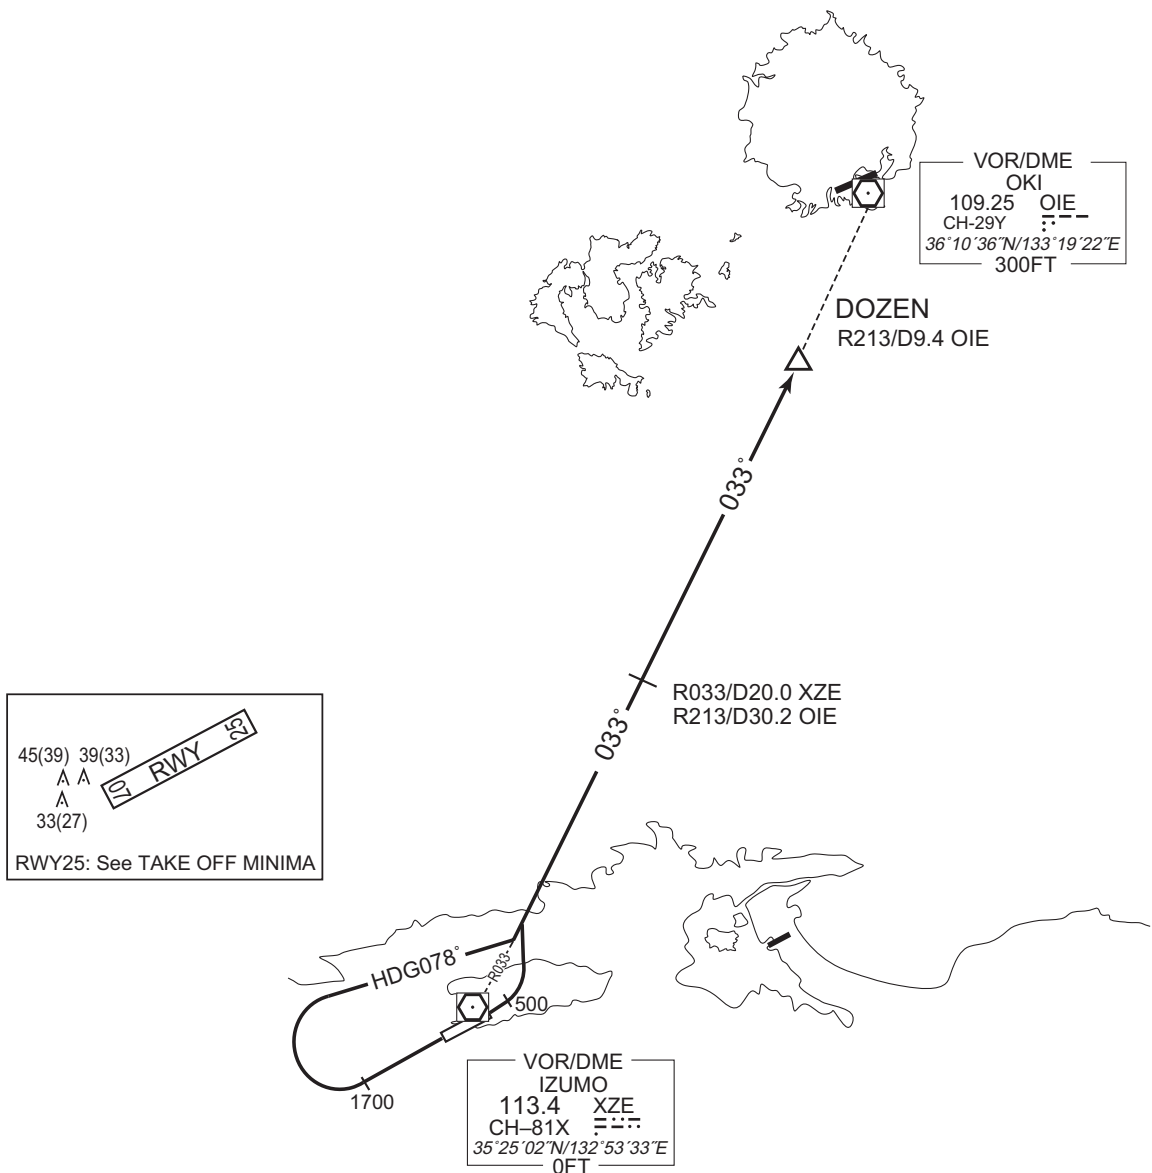 VOR/DME
OKI
109.25 OIE
CH-29Y
36°10´36˝N/133°19´22˝E
300FT
DOZEN
R213/D9.4 OIE
033°
R033/D20.0 XZE
R213/D30.2 OIE
033°
45(39) 39(33)
33(27)
07 RWY 25
RWY25: See TAKE OFF MINIMA
HDG078°
R033
500
1700
VOR/DME
IZUMO
113.4 XZE
CH–81X
35°25´02˝N/132°53´33˝E
0FT